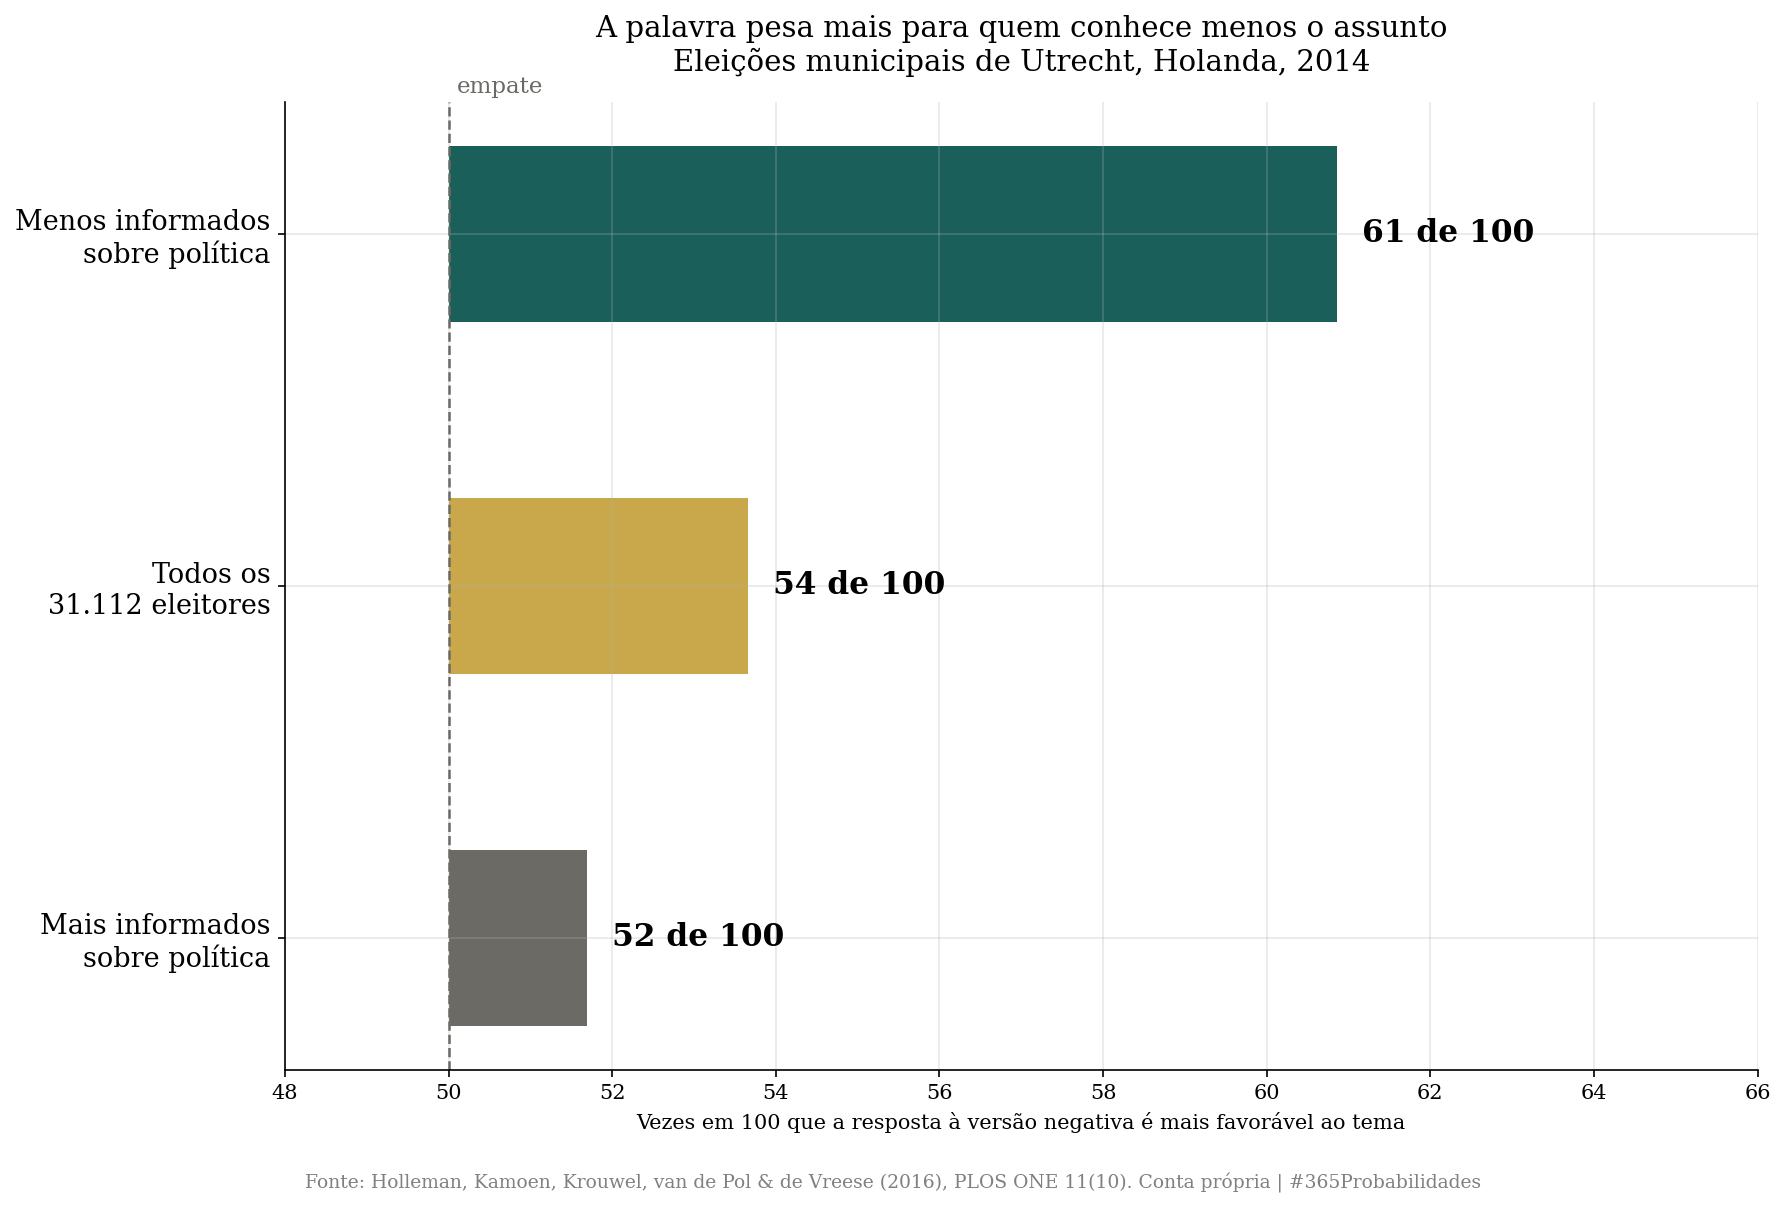 A palavra pesa mais para quem conhece menos o assunto
Eleições municipais de Utrecht, Holanda, 2014
empate
Menos informados
sobre política
61 de 100
Todos os
31.112 eleitores
54 de 100
Mais informados
sobre política
52 de 100
48 50 52 54 56 58 60 62 64 66
Vezes em 100 que a resposta à versão negativa é mais favorável ao tema
Fonte: Holleman, Kamoen, Krouwel, van de Pol & de Vreese (2016), PLOS ONE 11(10). Conta própria | #365Probabilidades